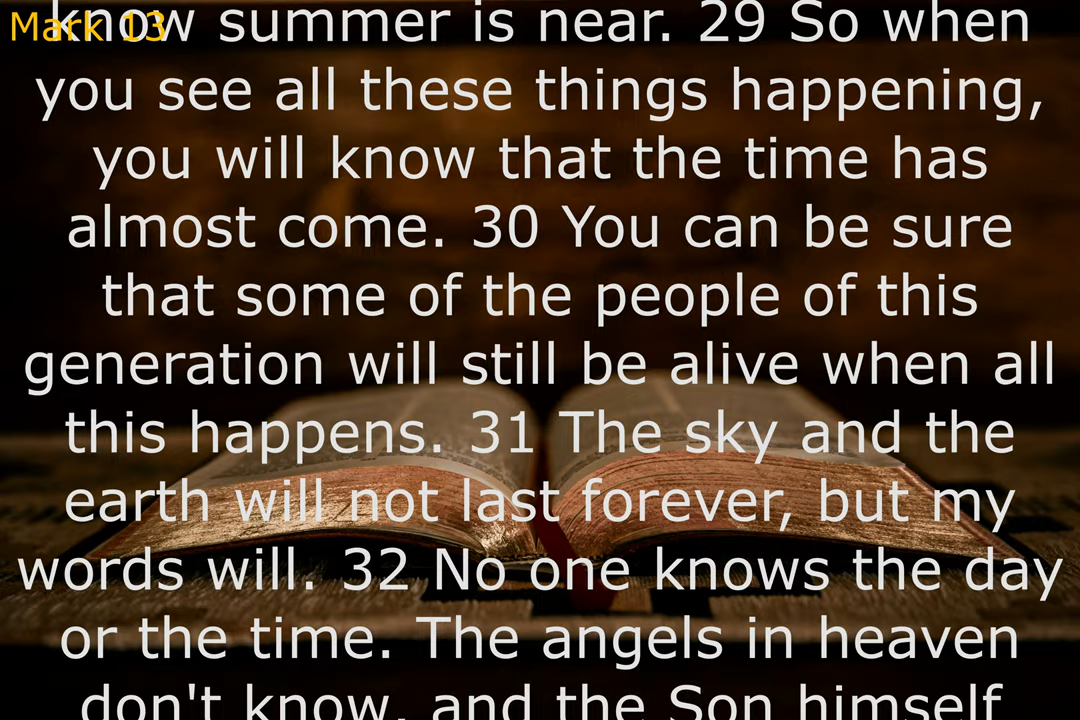 Mark 13
know summer is near. 29 So when
you see all these things happening,
you will know that the time has
almost come. 30 You can be sure
that some of the people of this
generation will still be alive when all
this happens. 31 The sky and the
earth will not last forever, but my
words will. 32 No one knows the day
or the time. The angels in heaven
don't know, and the Son himself